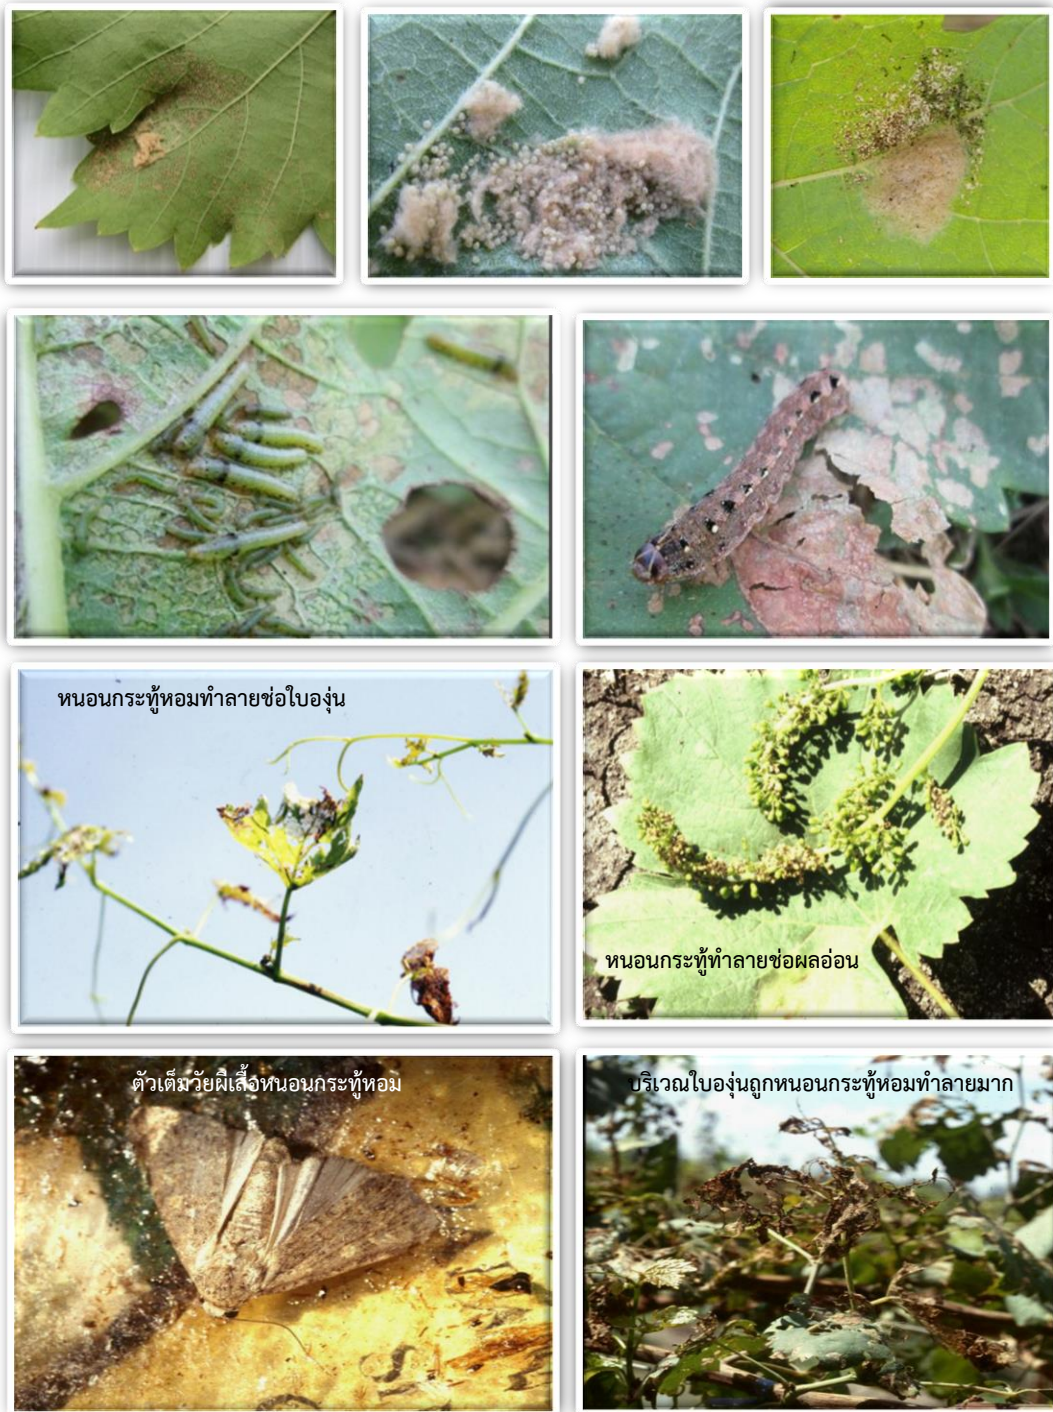 หนอนกระทู้หอมทำลายช่อใบองุ่น
หนอนกระทู้ทำลายช่อผลอ่อน
ตัวเต็มวัยผีเสื้อหนอนกระทู้หอม
บริเวณใบองุ่นถูกหนอนกระทู้หอมทำลายมาก